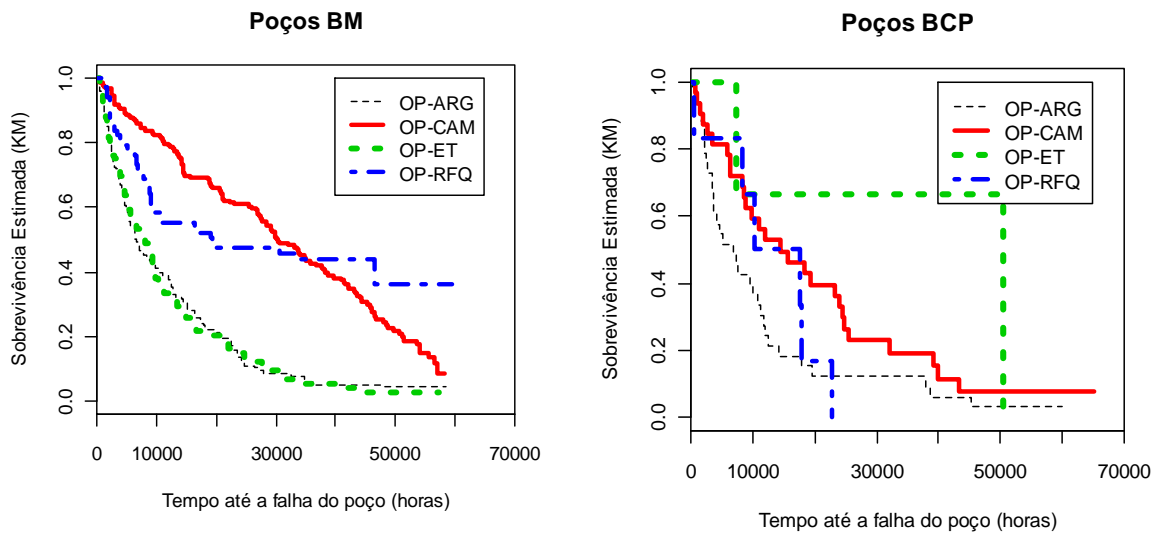 Poços BM
Sobrevivência Estimada (KM)
1.0
0.8
0.6
0.4
0.2
0.0
OP-ARG
OP-CAM
OP-ET
OP-RFQ
0 10000 30000 50000 70000
Tempo até a falha do poço (horas)
Poços BCP
Sobrevivência Estimada (KM)
1.0
0.8
0.6
0.4
0.2
0.0
OP-ARG
OP-CAM
OP-ET
OP-RFQ
0 10000 30000 50000 70000
Tempo até a falha do poço (horas)